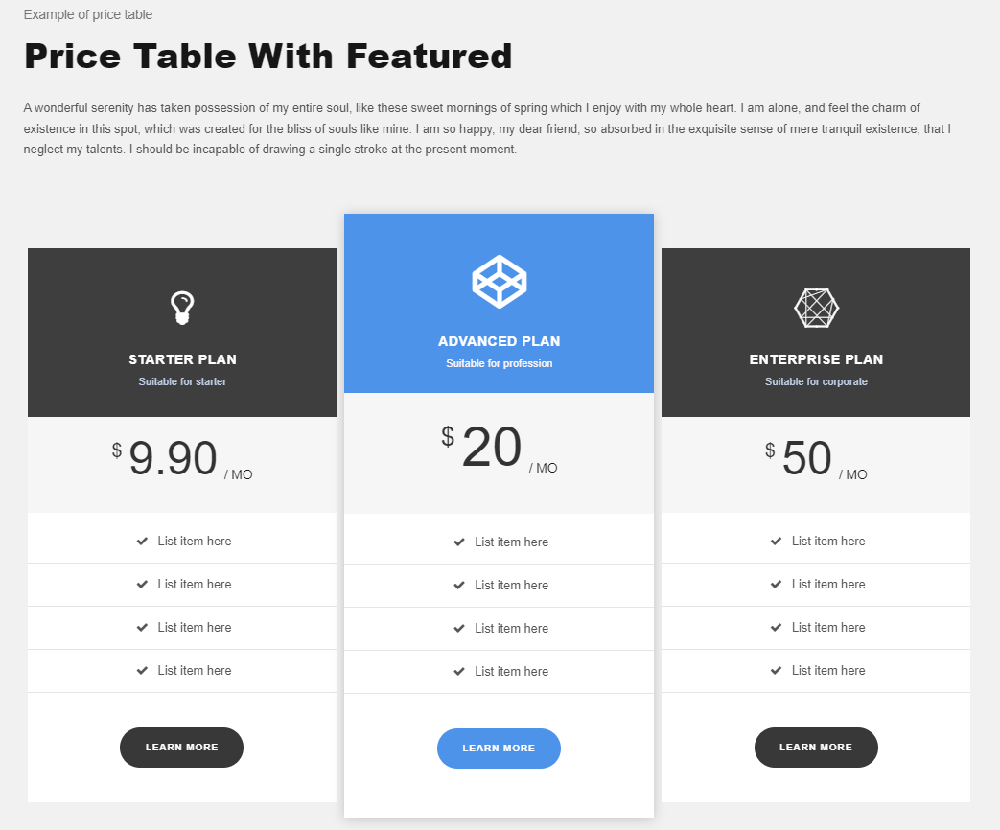 Example of price table
Price Table With Featured
A wonderful serenity has taken possession of my entire soul, like these sweet mornings of spring which I enjoy with my whole heart. I am alone, and feel the charm of
existence in this spot, which was created for the bliss of souls like mine. I am so happy, my dear friend, so absorbed in the exquisite sense of mere tranquil existence, that I
neglect my talents. I should be incapable of drawing a single stroke at the present moment.
STARTER PLAN
Suitable for starter
$ 9.90 / MO
List item here
List item here
List item here
List item here
LEARN MORE
ADVANCED PLAN
Suitable for profession
$ 20 / MO
List item here
List item here
List item here
List item here
LEARN MORE
ENTERPRISE PLAN
Suitable for corporate
$ 50 / MO
List item here
List item here
List item here
List item here
LEARN MORE